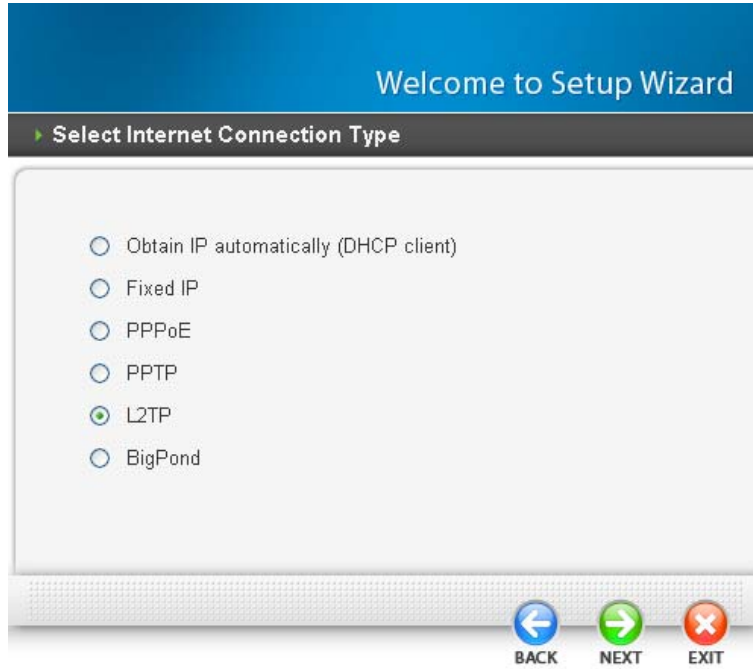 Welcome to Setup Wizard
Select Internet Connection Type
Obtain IP automatically (DHCP client)
Fixed IP
PPPoE
PPTP
L2TP
BigPond
BACK NEXT EXIT